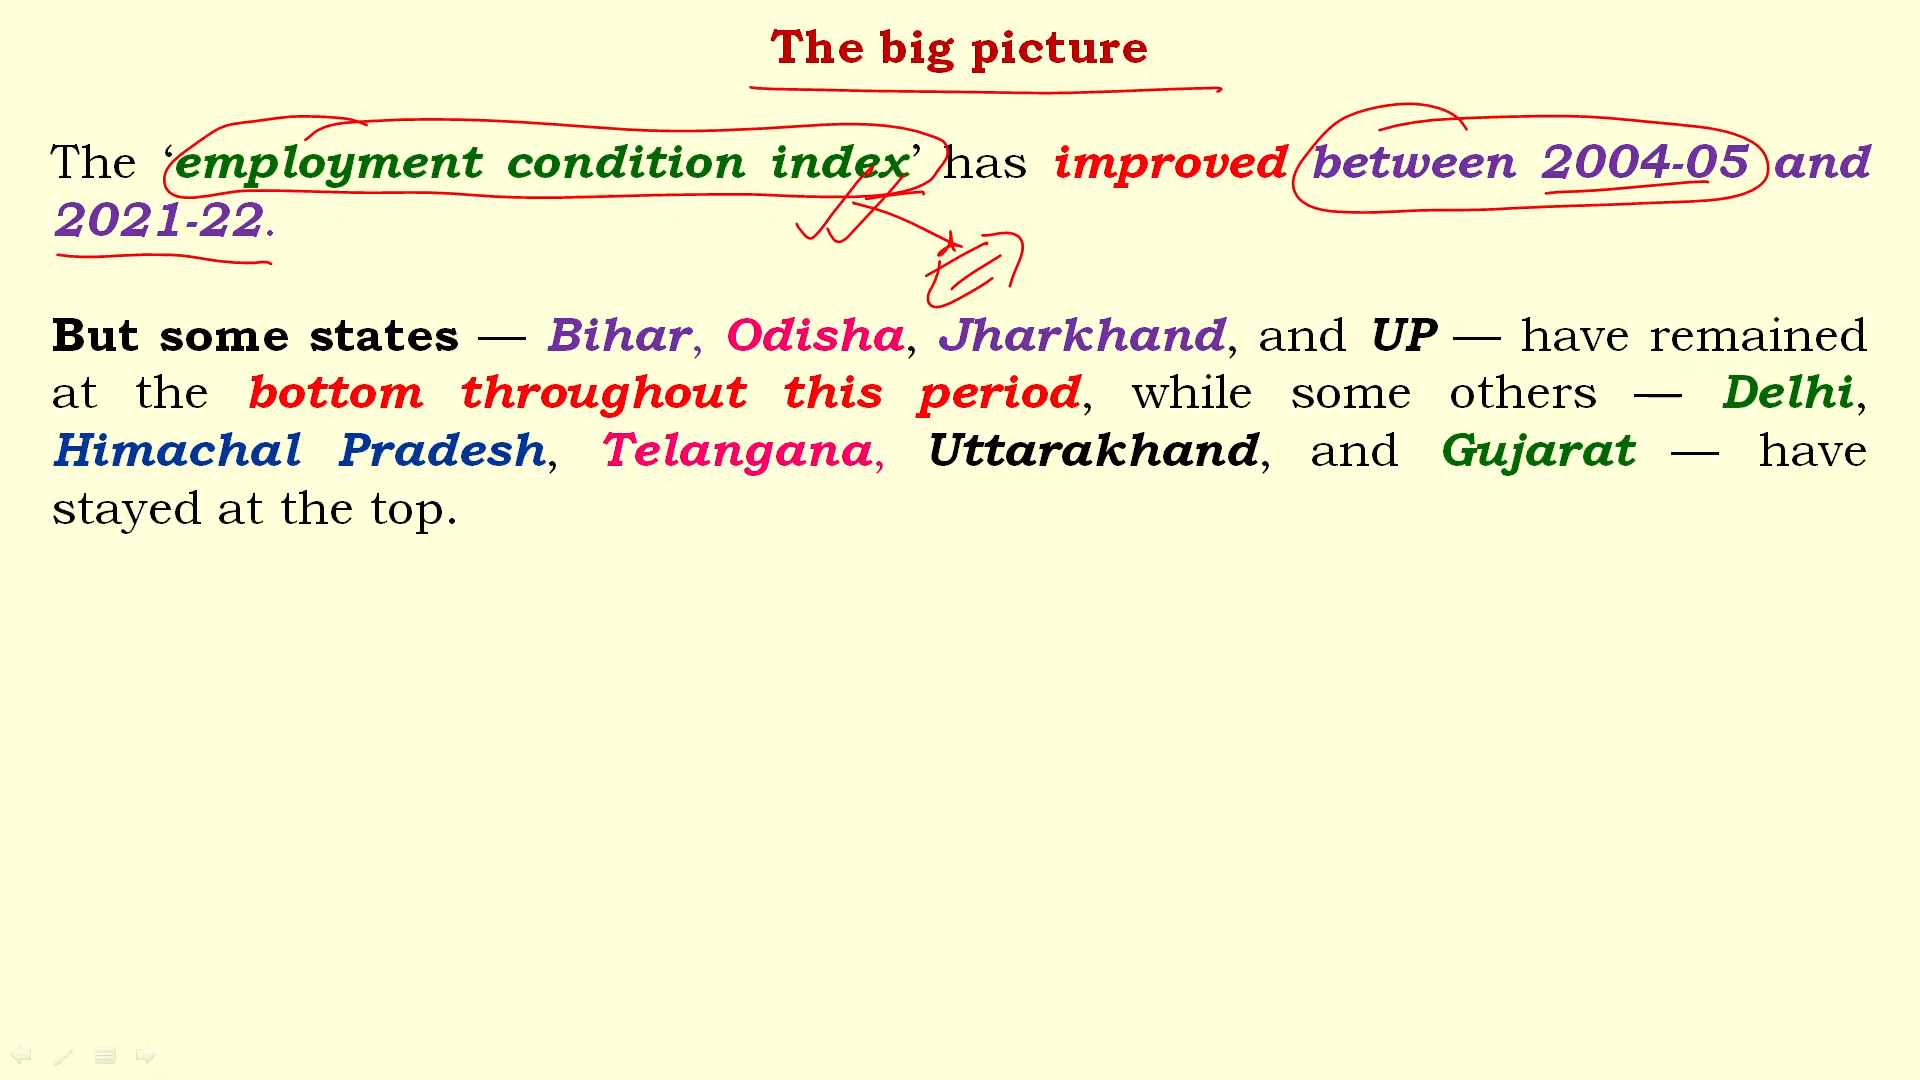 The big picture
The ‘employment condition index’ has improved between 2004-05 and
2021-22.
But some states — Bihar, Odisha, Jharkhand, and UP — have remained
at the bottom throughout this period, while some others — Delhi,
Himachal Pradesh, Telangana, Uttarakhand, and Gujarat — have
stayed at the top.